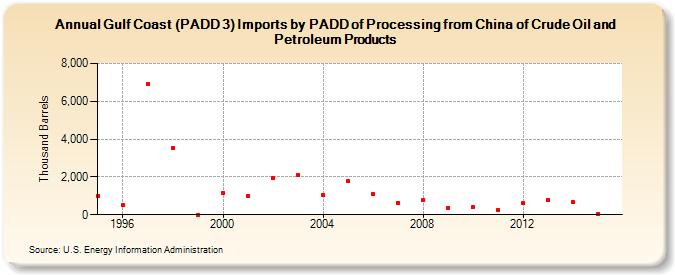 Annual Gulf Coast (PADD 3) Imports by PADD of Processing from China of Crude Oil and
Petroleum Products
Thousand Barrels
8,000
6,000
4,000
2,000
0
1996
2000
2004
2008
2012
Source: U.S. Energy Information Administration